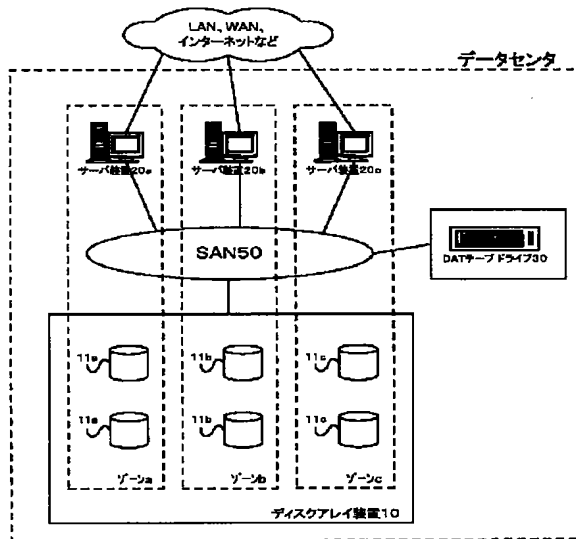 LAN、WAN、
インターネットなど
データセンタ
サーバ装置20a
サーバ装置20b
サーバ装置20c
SAN50
DATテープ ドライブ30
11a
11b
11c
11a
11b
11c
ゾーンa
ゾーンb
ゾーンc
ディスクアレイ装置10